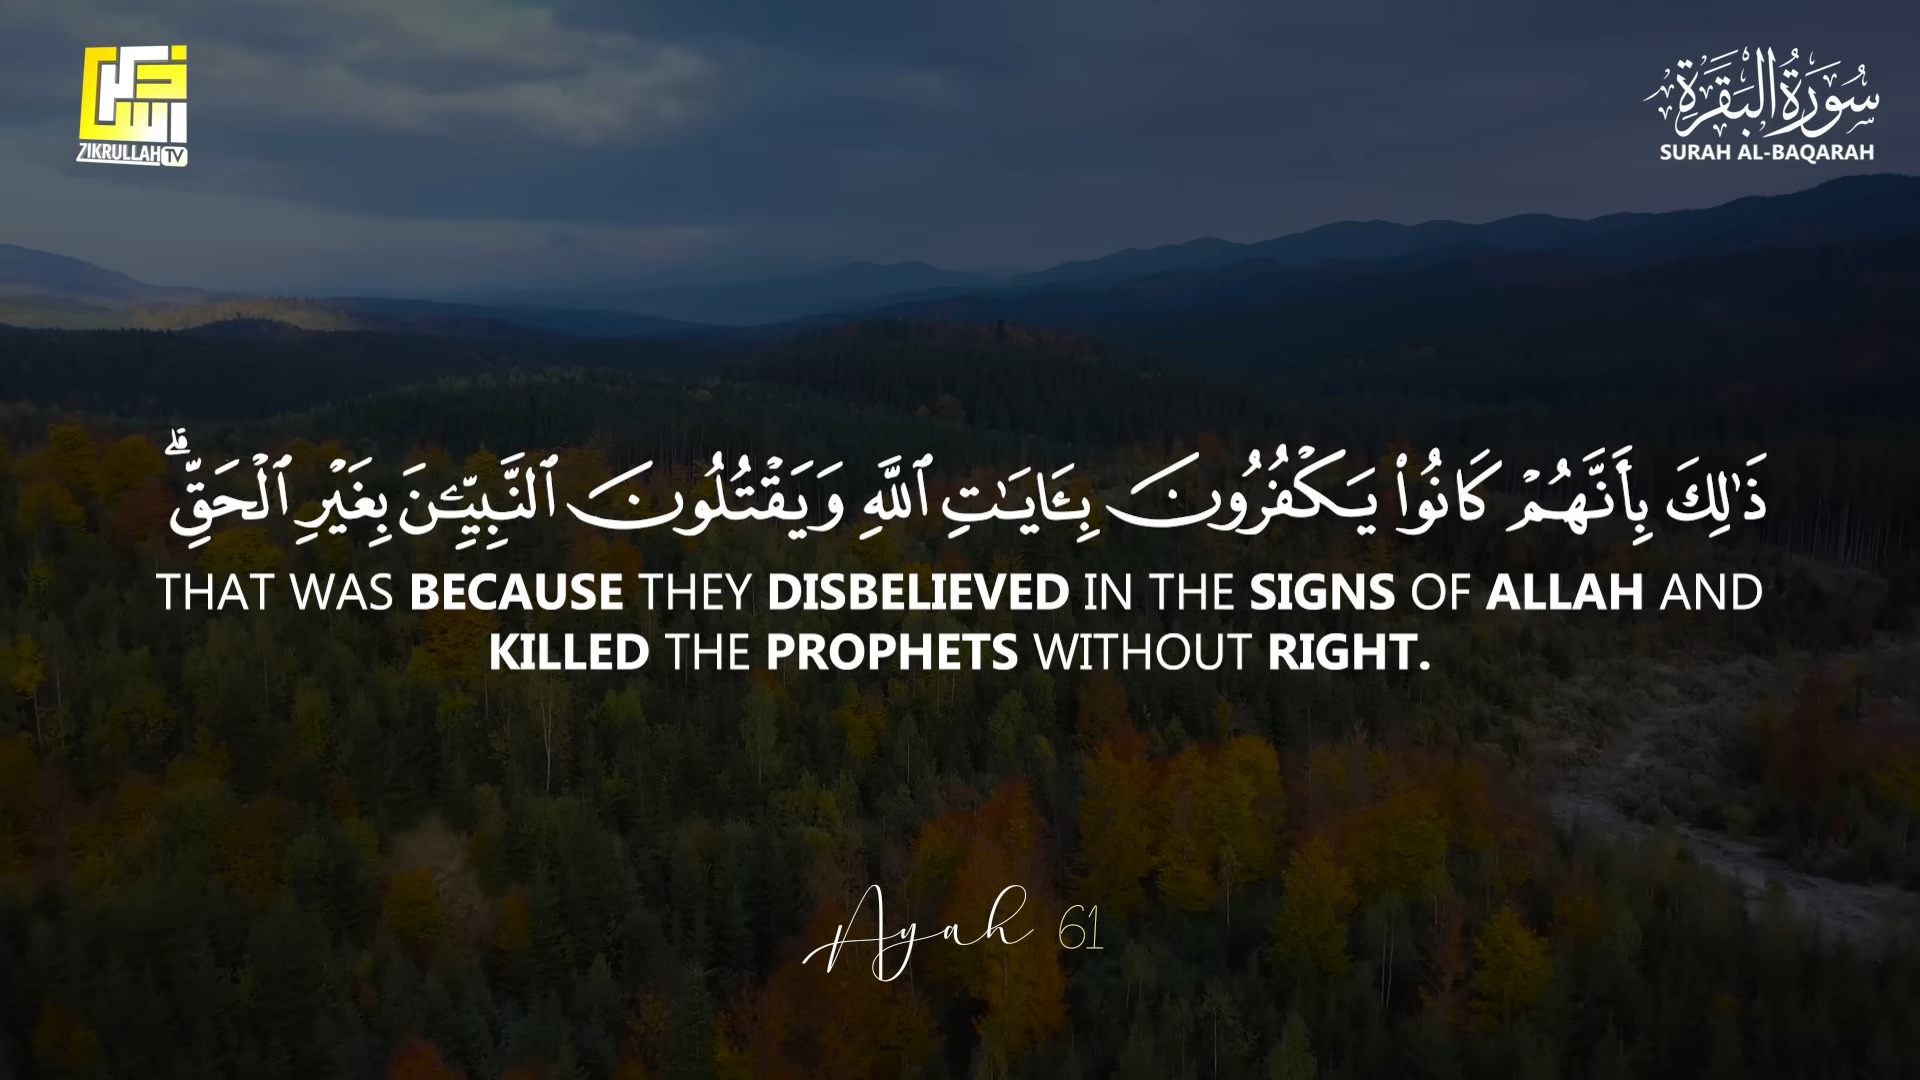 ZIKRULLAH TV
سُورَةُ الْبَقَرَةِ
SURAH AL-BAQARAH
ذَٰلِكَ بِأَنَّهُمْ كَانُوا۟ يَكْفُرُونَ بِـَٔايَـٰتِ ٱللَّهِ وَيَقْتُلُونَ ٱلنَّبِيِّـۧنَ بِغَيْرِ ٱلْحَقِّ ۗ
THAT WAS BECAUSE THEY DISBELIEVED IN THE SIGNS OF ALLAH AND
KILLED THE PROPHETS WITHOUT RIGHT.
Ayah 61